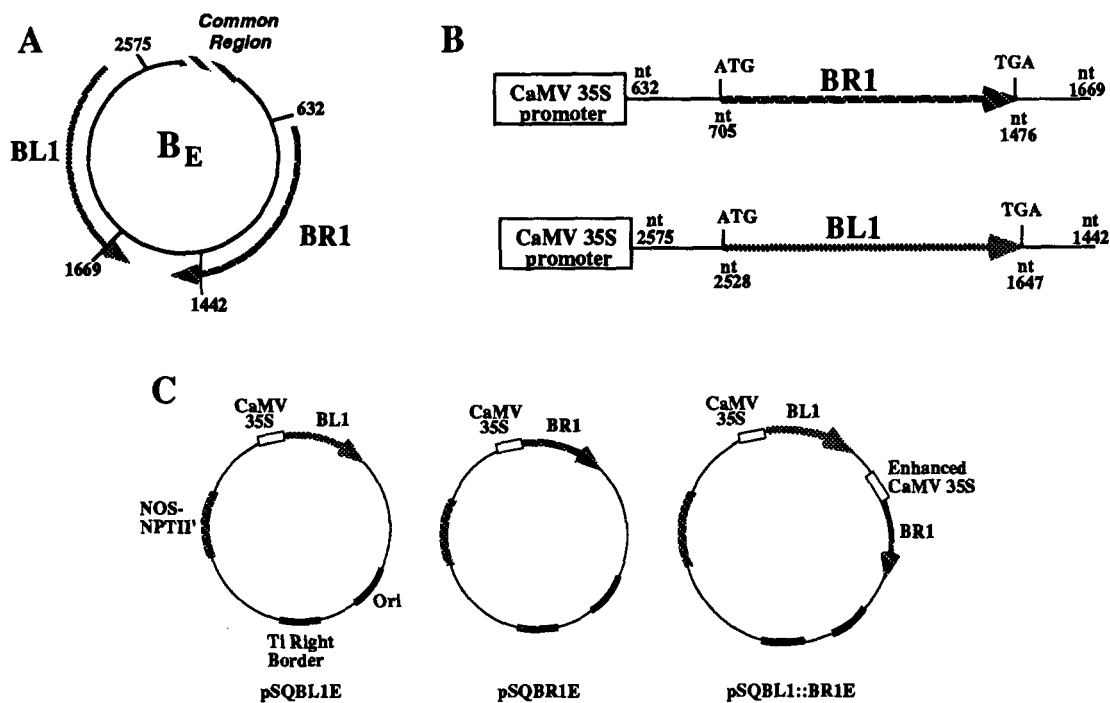 A
Common
Region
2575
632
BL1
B E
BR1
1669
1442
B
CaMV 35S
promoter
nt
632
ATG
BR1
TGA
nt
1669
nt
705
nt
1476
CaMV 35S
promoter
nt
2575
ATG
BL1
TGA
nt
1442
nt
2528
nt
1647
C
CaMV
35S
BL1
NOS-
NPTII'
Ori
Ti Right
Border
pSQBL1E
CaMV
35S
BR1
pSQBR1E
CaMV
35S
BL1
Enhanced
CaMV 35S
BR1
pSQBL1::BR1E